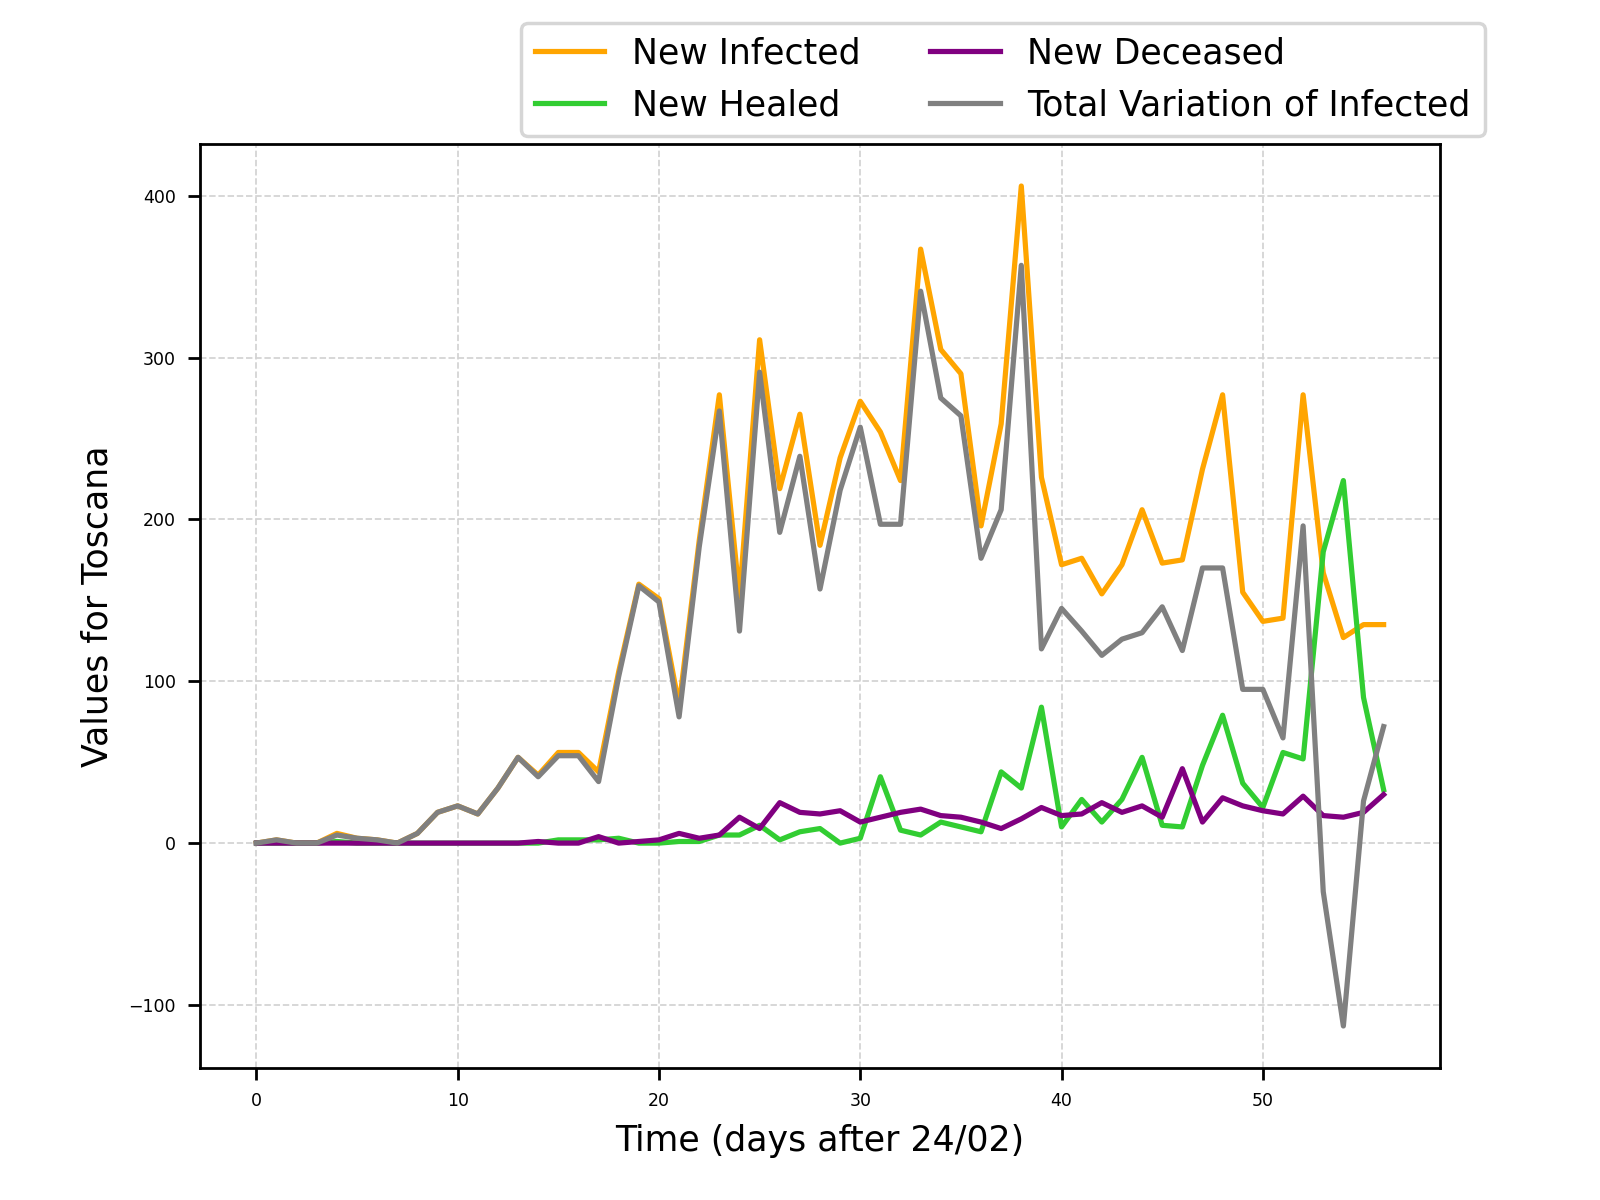 New Infected
New Healed
New Deceased
Total Variation of Infected
400
300
200
100
0
−100
Values for Toscana
0 10 20 30 40 50
Time (days after 24/02)